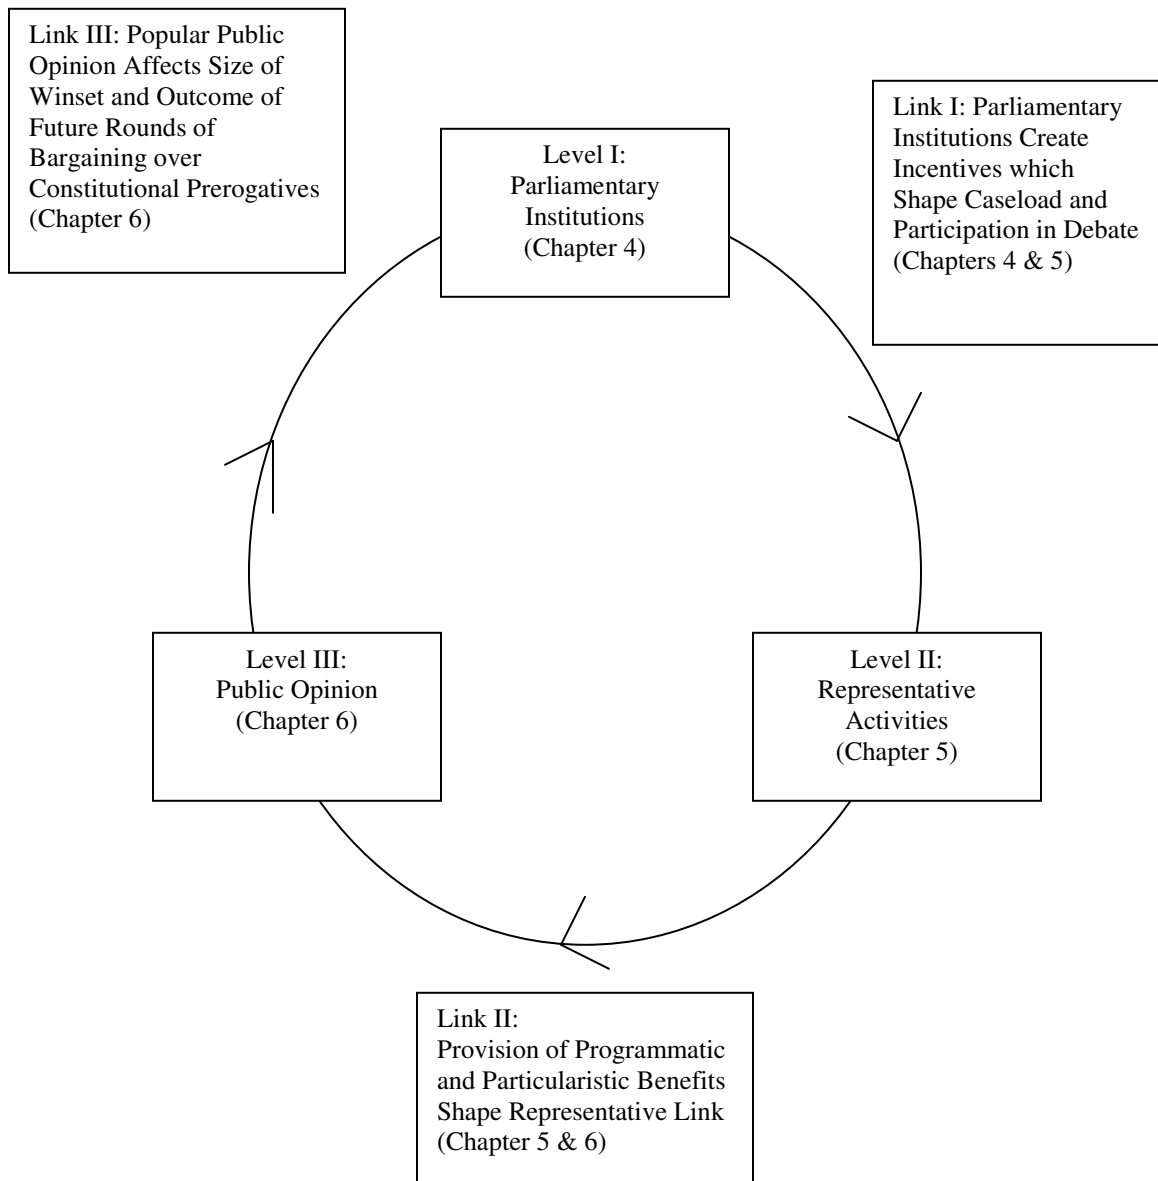 Link III: Popular Public
Opinion Affects Size of
Winset and Outcome of
Future Rounds of
Bargaining over
Constitutional Prerogatives
(Chapter 6)
Level I:
Parliamentary
Institutions
(Chapter 4)
Link I: Parliamentary
Institutions Create
Incentives which
Shape Caseload and
Participation in Debate
(Chapters 4 & 5)
Level III:
Public Opinion
(Chapter 6)
Level II:
Representative
Activities
(Chapter 5)
Link II:
Provision of Programmatic
and Particularistic Benefits
Shape Representative Link
(Chapter 5 & 6)